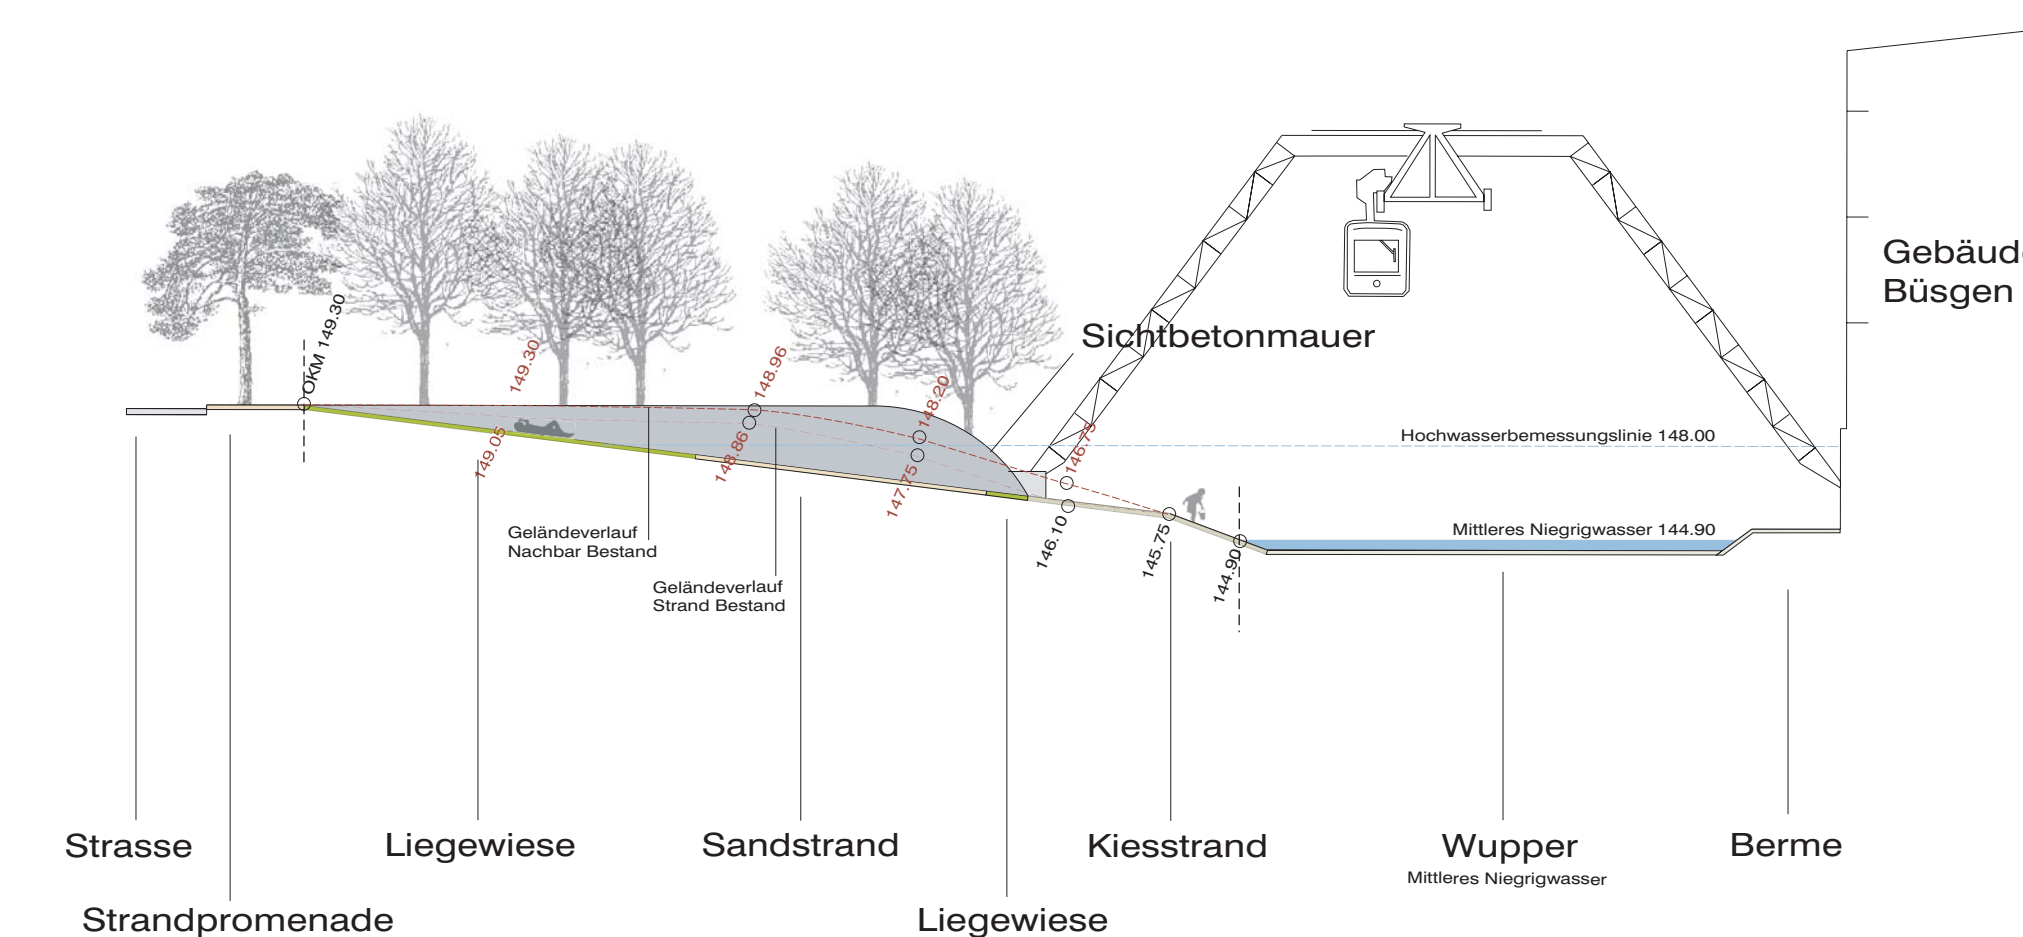 Gebäud
Büsgen
OKM 149.30
149.30
148.96
148.20
Sichtbetonmauer
146.75
Hochwasserbemessungslinie 148.00
149.05
148.86
147.75
Geländeverlauf
Nachbar Bestand
Geländeverlauf
Strand Bestand
146.10
145.75
144.90
Mittleres Niegrigwasser 144.90
Strasse
Liegewiese
Sandstrand
Kiesstrand
Wupper
Mittleres Niegrigwasser
Berme
Strandpromenade
Liegewiese